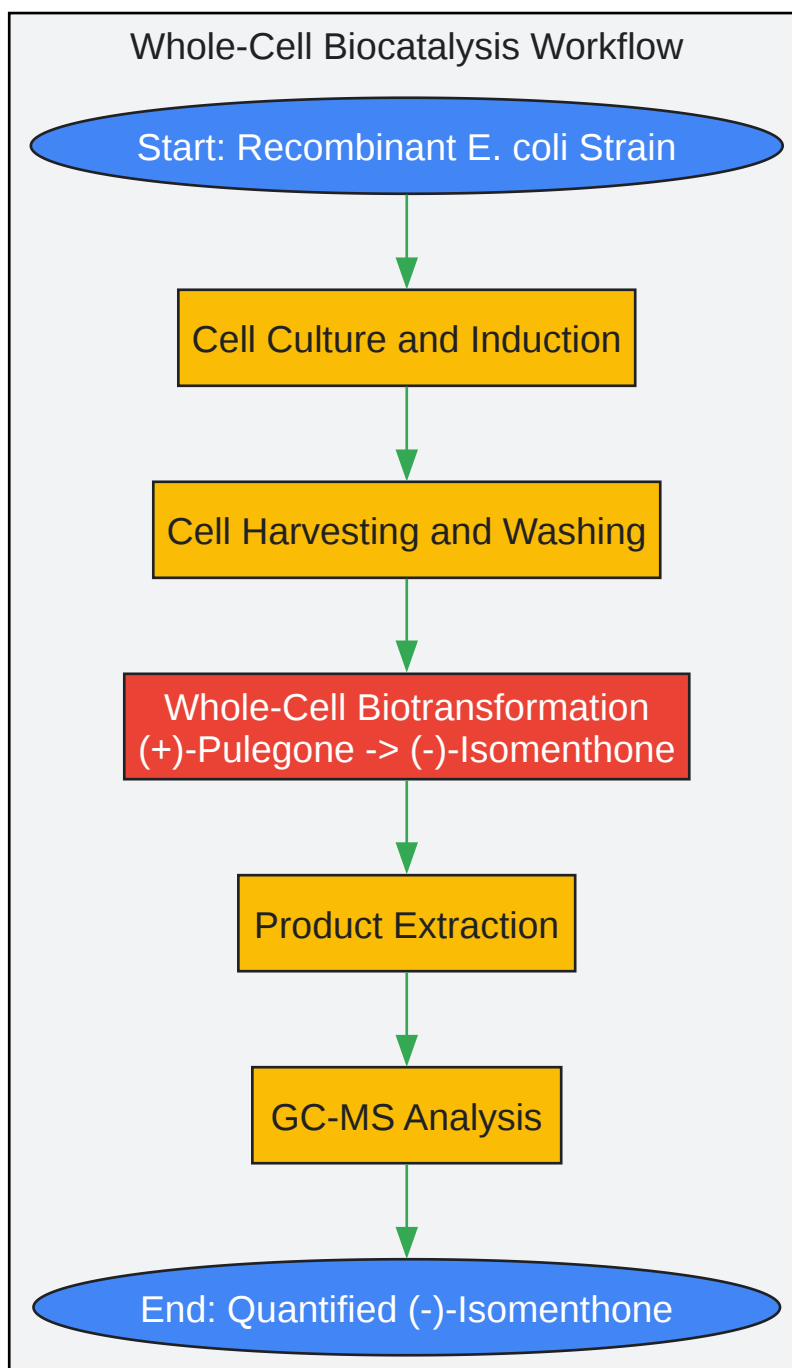 Whole-Cell Biocatalysis Workflow
Start: Recombinant E. coli Strain
Cell Culture and Induction
Cell Harvesting and Washing
Whole-Cell Biotransformation
(+)-Pulegone -> (-)-Isomenthone
Product Extraction
GC-MS Analysis
End: Quantified (-)-Isomenthone